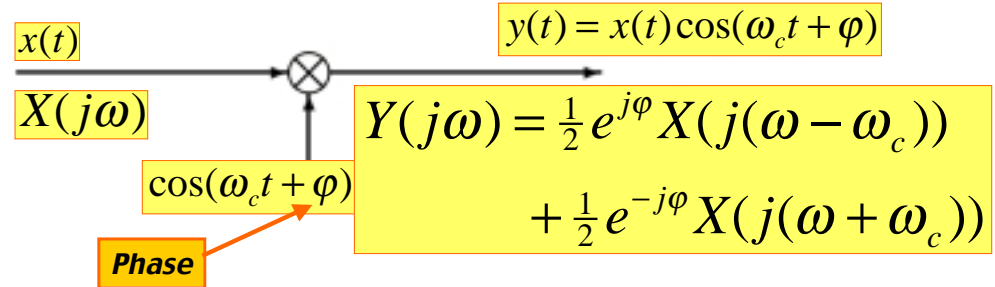 x(t)
y(t) = x(t)cos(ω_c t + φ)
X(jω)
Y(jω) = ½ e^{jφ} X(j(ω − ω_c))
+ ½ e^{−jφ} X(j(ω + ω_c))
cos(ω_c t + φ)
Phase